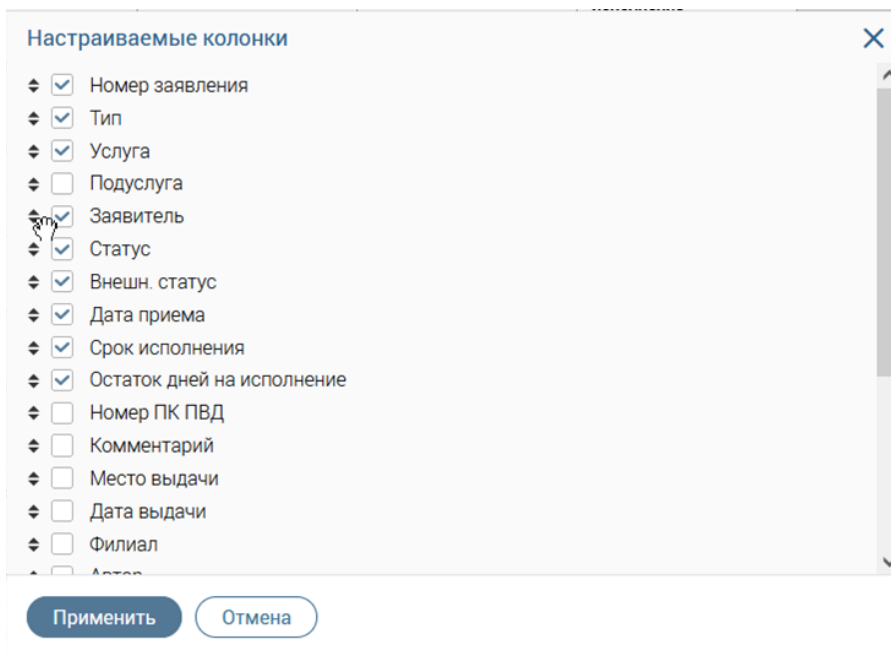 Настраиваемые колонки
Номер заявления
Тип
Услуга
Подуслуга
Заявитель
Статус
Внешн. статус
Дата приема
Срок исполнения
Остаток дней на исполнение
Номер ПК ПВД
Комментарий
Место выдачи
Дата выдачи
Филиал
Применить
Отмена